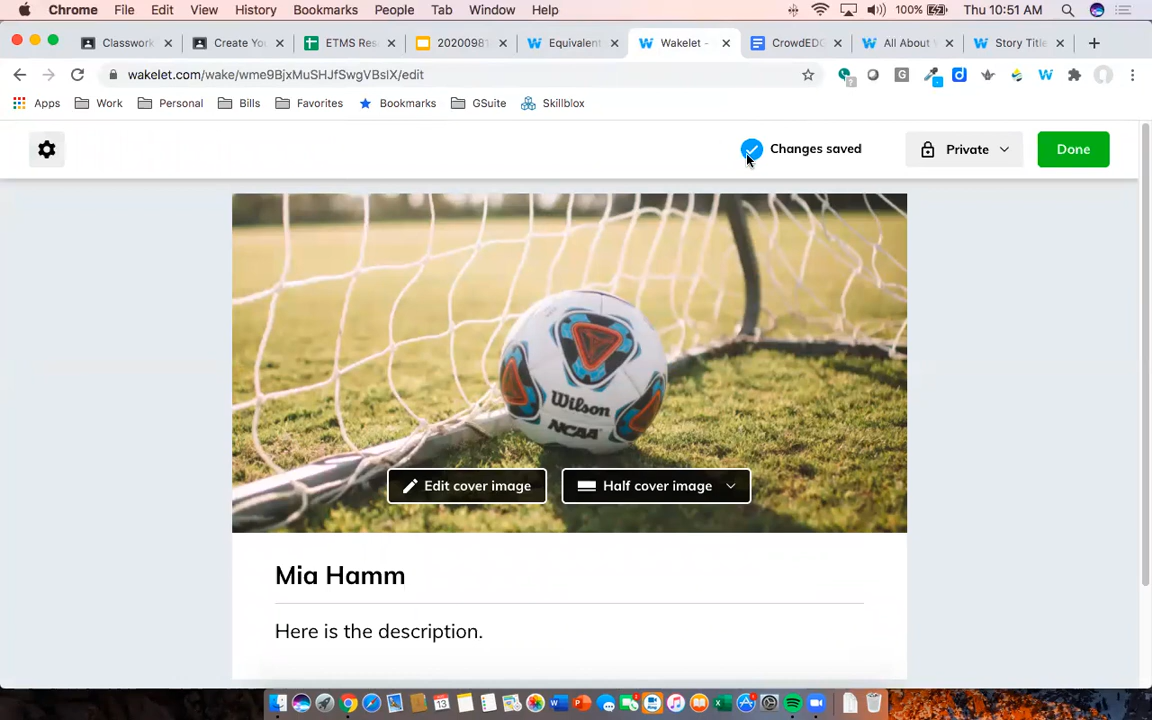 Chrome File Edit View History Bookmarks People Tab Window Help 100% Thu 10:51 AM
Classwork Create You ETMS Res 20200981 Equivalent Wakelet - CrowdEDC All About Story Title
wakelet.com/wake/wme9BjxMuSHJfSwgVBslX/edit
Apps Work Personal Bills Favorites Bookmarks GSuite Skillblox
Changes saved Private Done
Wilson
NCAA
Edit cover image Half cover image
Mia Hamm
Here is the description.